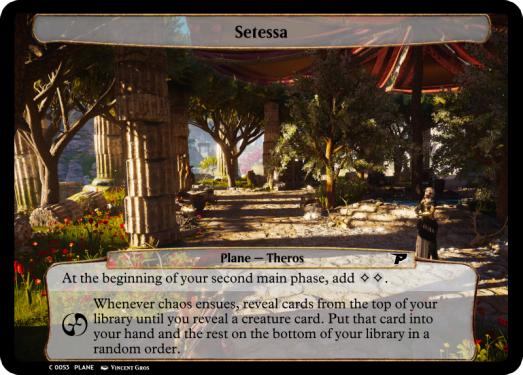 Setessa
Plane — Theros
At the beginning of your second main phase, add ◇◇.
Whenever chaos ensues, reveal cards from the top of your
library until you reveal a creature card. Put that card into
your hand and the rest on the bottom of your library in a
random order.
C 0053 PLANE Vincent Gros